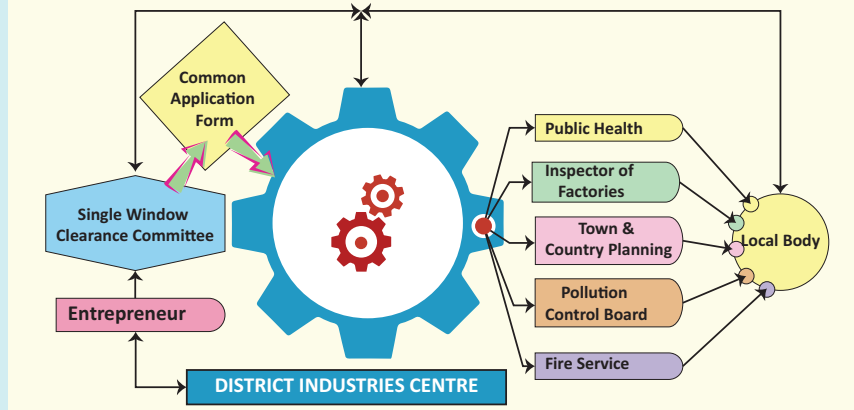 Common
Application
Form
Single Window
Clearance Committee
Entrepreneur
DISTRICT INDUSTRIES CENTRE
Public Health
Inspector of
Factories
Town &
Country Planning
Pollution
Control Board
Fire Service
Local Body